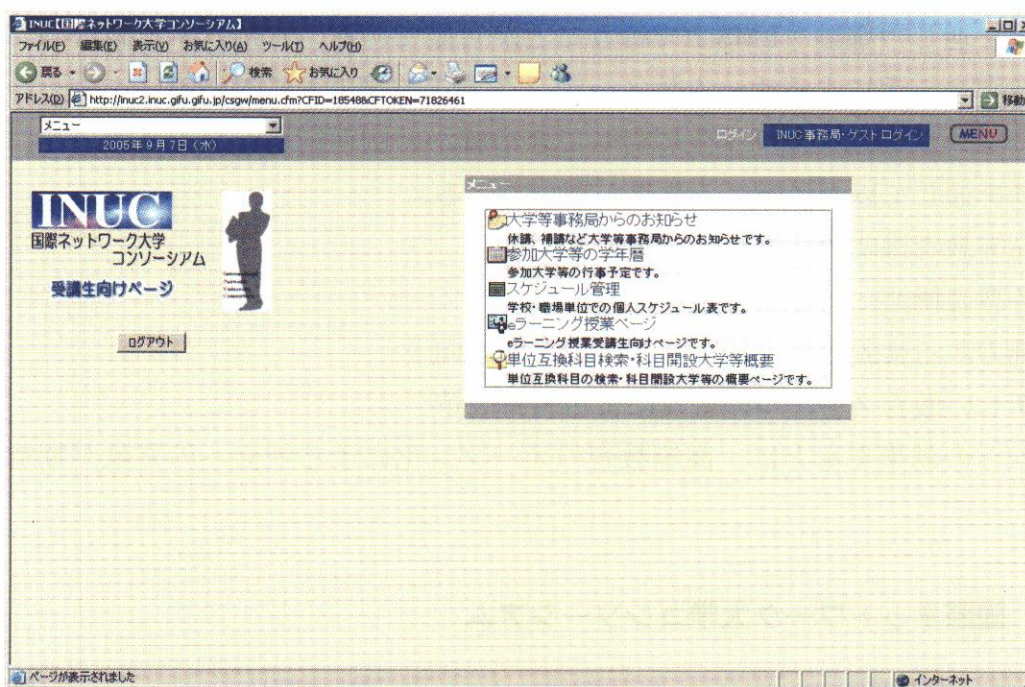 INUC【国際ネットワーク大学コンソーシアム】
ファイル(F) 編集(E) 表示(V) お気に入り(A) ツール(T) ヘルプ(H)
戻る 検索 お気に入り
アドレス(D) http://inuc2.inuc.gifu.gifu.jp/csgw/menu.cfm?CFID=18548&CFTOKEN=71826461 移動
メニュー
2005年9月7日(水)
ログイン INUC事務局・ゲスト ログイン MENU
INUC
国際ネットワーク大学
コンソーシアム
受講生向けページ
ログアウト
メニュー
大学等事務局からのお知らせ
休講、補講など大学等事務局からのお知らせです。
参加大学等の学年暦
参加大学等の行事予定です。
スケジュール管理
学校・職場単位での個人スケジュール表です。
eラーニング授業ページ
eラーニング授業受講生向けページです。
単位互換科目検索・科目開設大学等概要
単位互換科目の検索・科目開設大学等の概要ページです。
ページが表示されました
インターネット